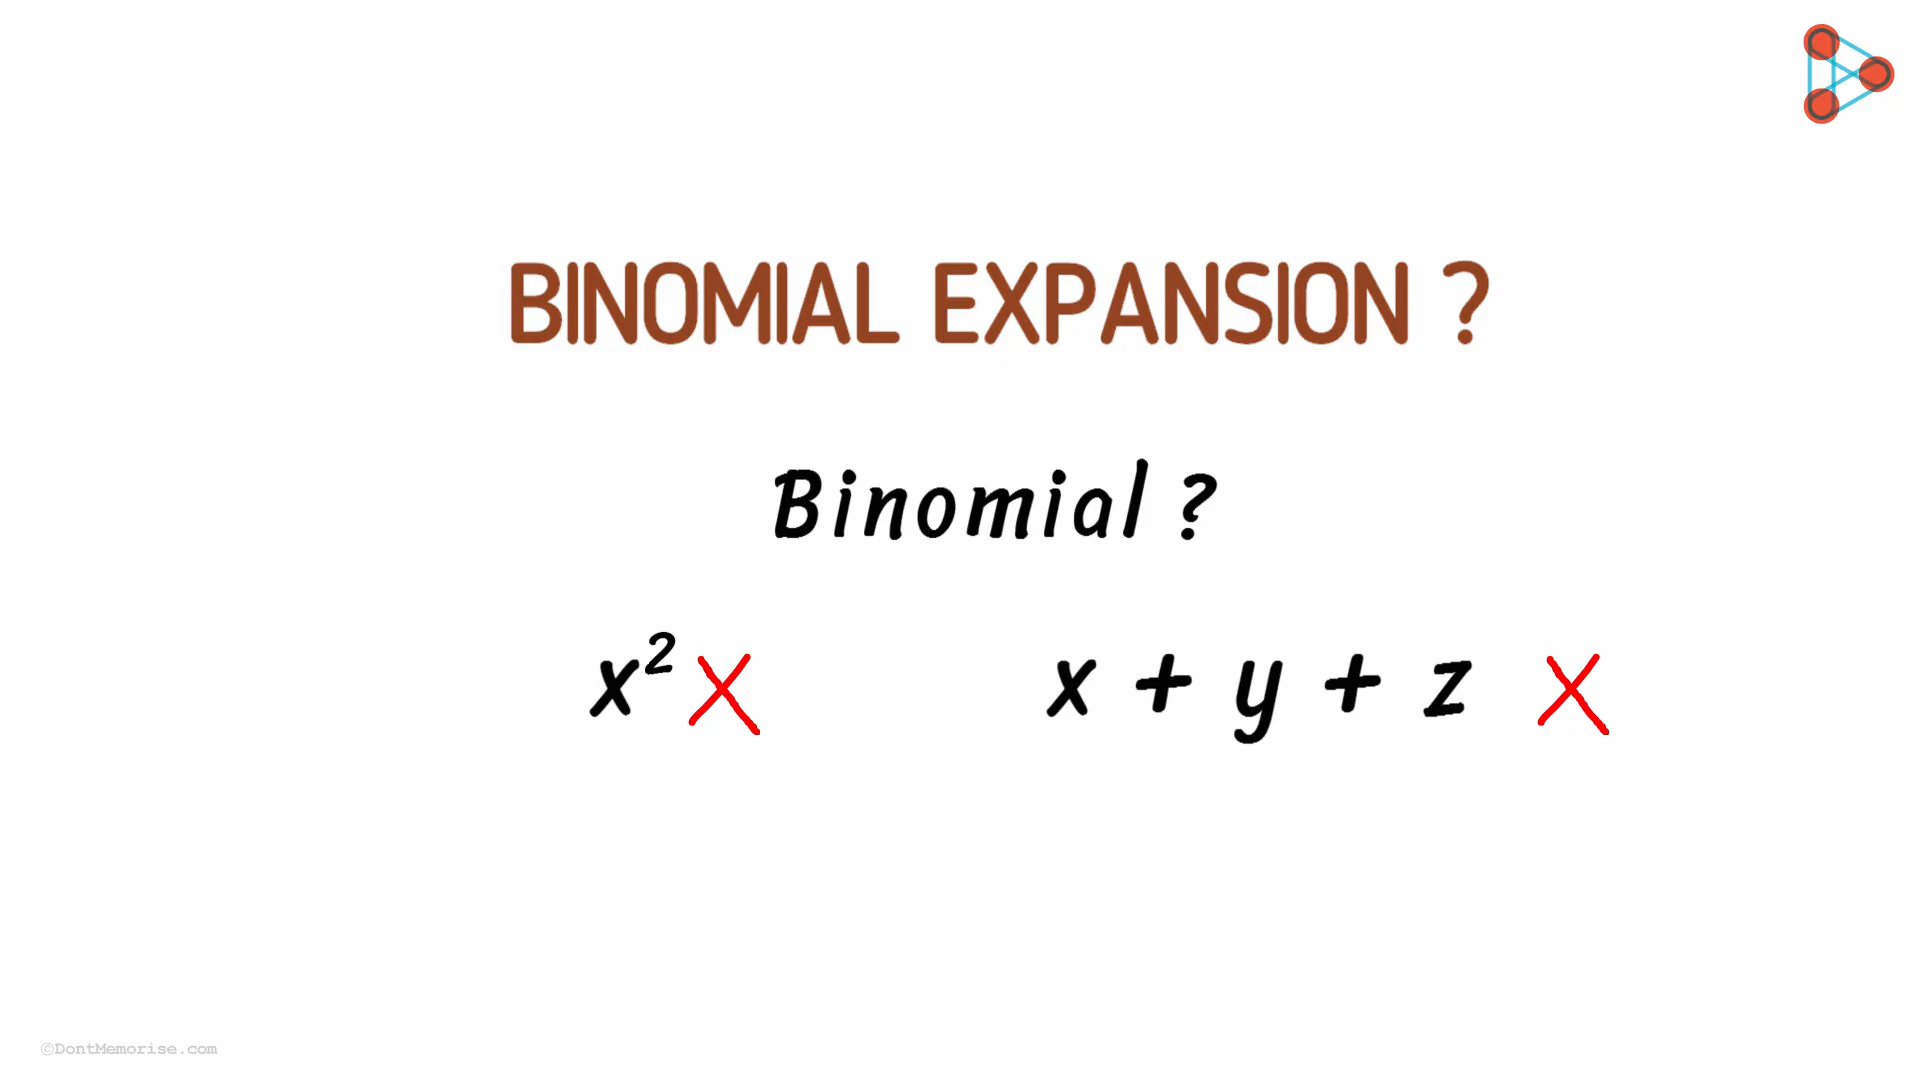 BINOMIAL EXPANSION ?
Binomial ?
x² x + y + z
©DontMemorise.com